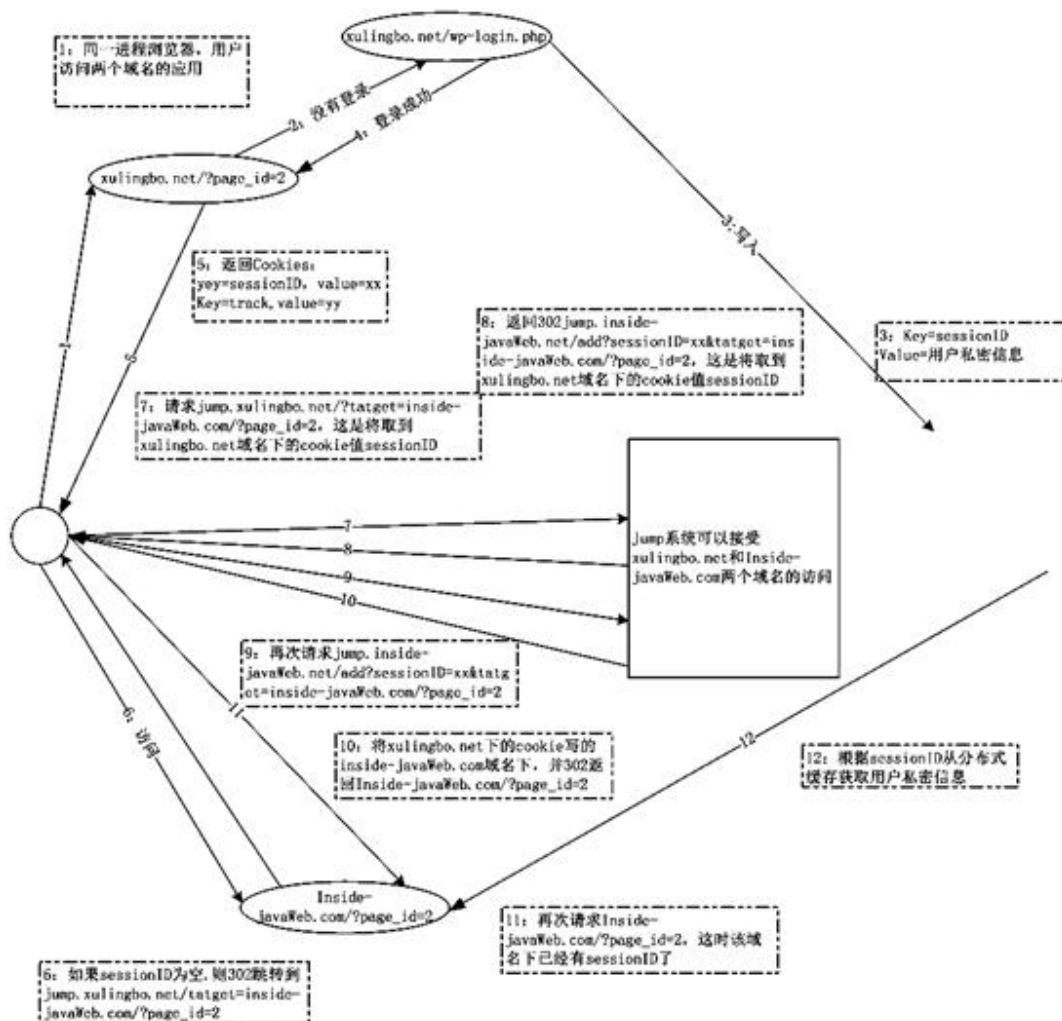 xulingbo.net/wp-login.php
1: 同一进程浏览器，用户
访问两个域名的应用
2: 没有登录
4: 登录成功
xulingbo.net/?page_id=2
3:写入
5: 返回Cookies:
yey=sessionID, value=xx
Key=track,value=yy
8: 返回302jump.inside-
javaWeb.net/add?sessionID=xx&tatget=ins
ide-javaWeb.com/?page_id=2, 这是将取到
xulingbo.net域名下的cookie值sessionID
3: Key=sessionID
Value=用户私密信息
1
5
7: 请求jump.xulingbo.net/?tatget=inside-
javaWeb.com/?page_id=2, 这是将取到
xulingbo.net域名下的cookie值sessionID
7
8
9
10
jump系统可以接受
xulingbo.net和Inside-
javaWeb.com两个域名的访问
9: 再次请求jump.inside-
javaWeb.net/add?sessionID=xx&tatg
et=inside-javaWeb.com/?page_id=2
6: 访问
11
10: 将xulingbo.net下的cookie写的
inside-javaWeb.com域名下, 并302返
回Inside-javaWeb.com/?page_id=2
12
12: 根据sessionID从分布式
缓存获取用户私密信息
Inside-
javaWeb.com/?page_id=2
11: 再次请求Inside-
javaWeb.com/?page_id=2, 这时该域
名下已经有sessionID了
6: 如果sessionID为空,则302跳转到
jump.xulingbo.net/tatget=inside-
javaWeb.com/?page_id=2